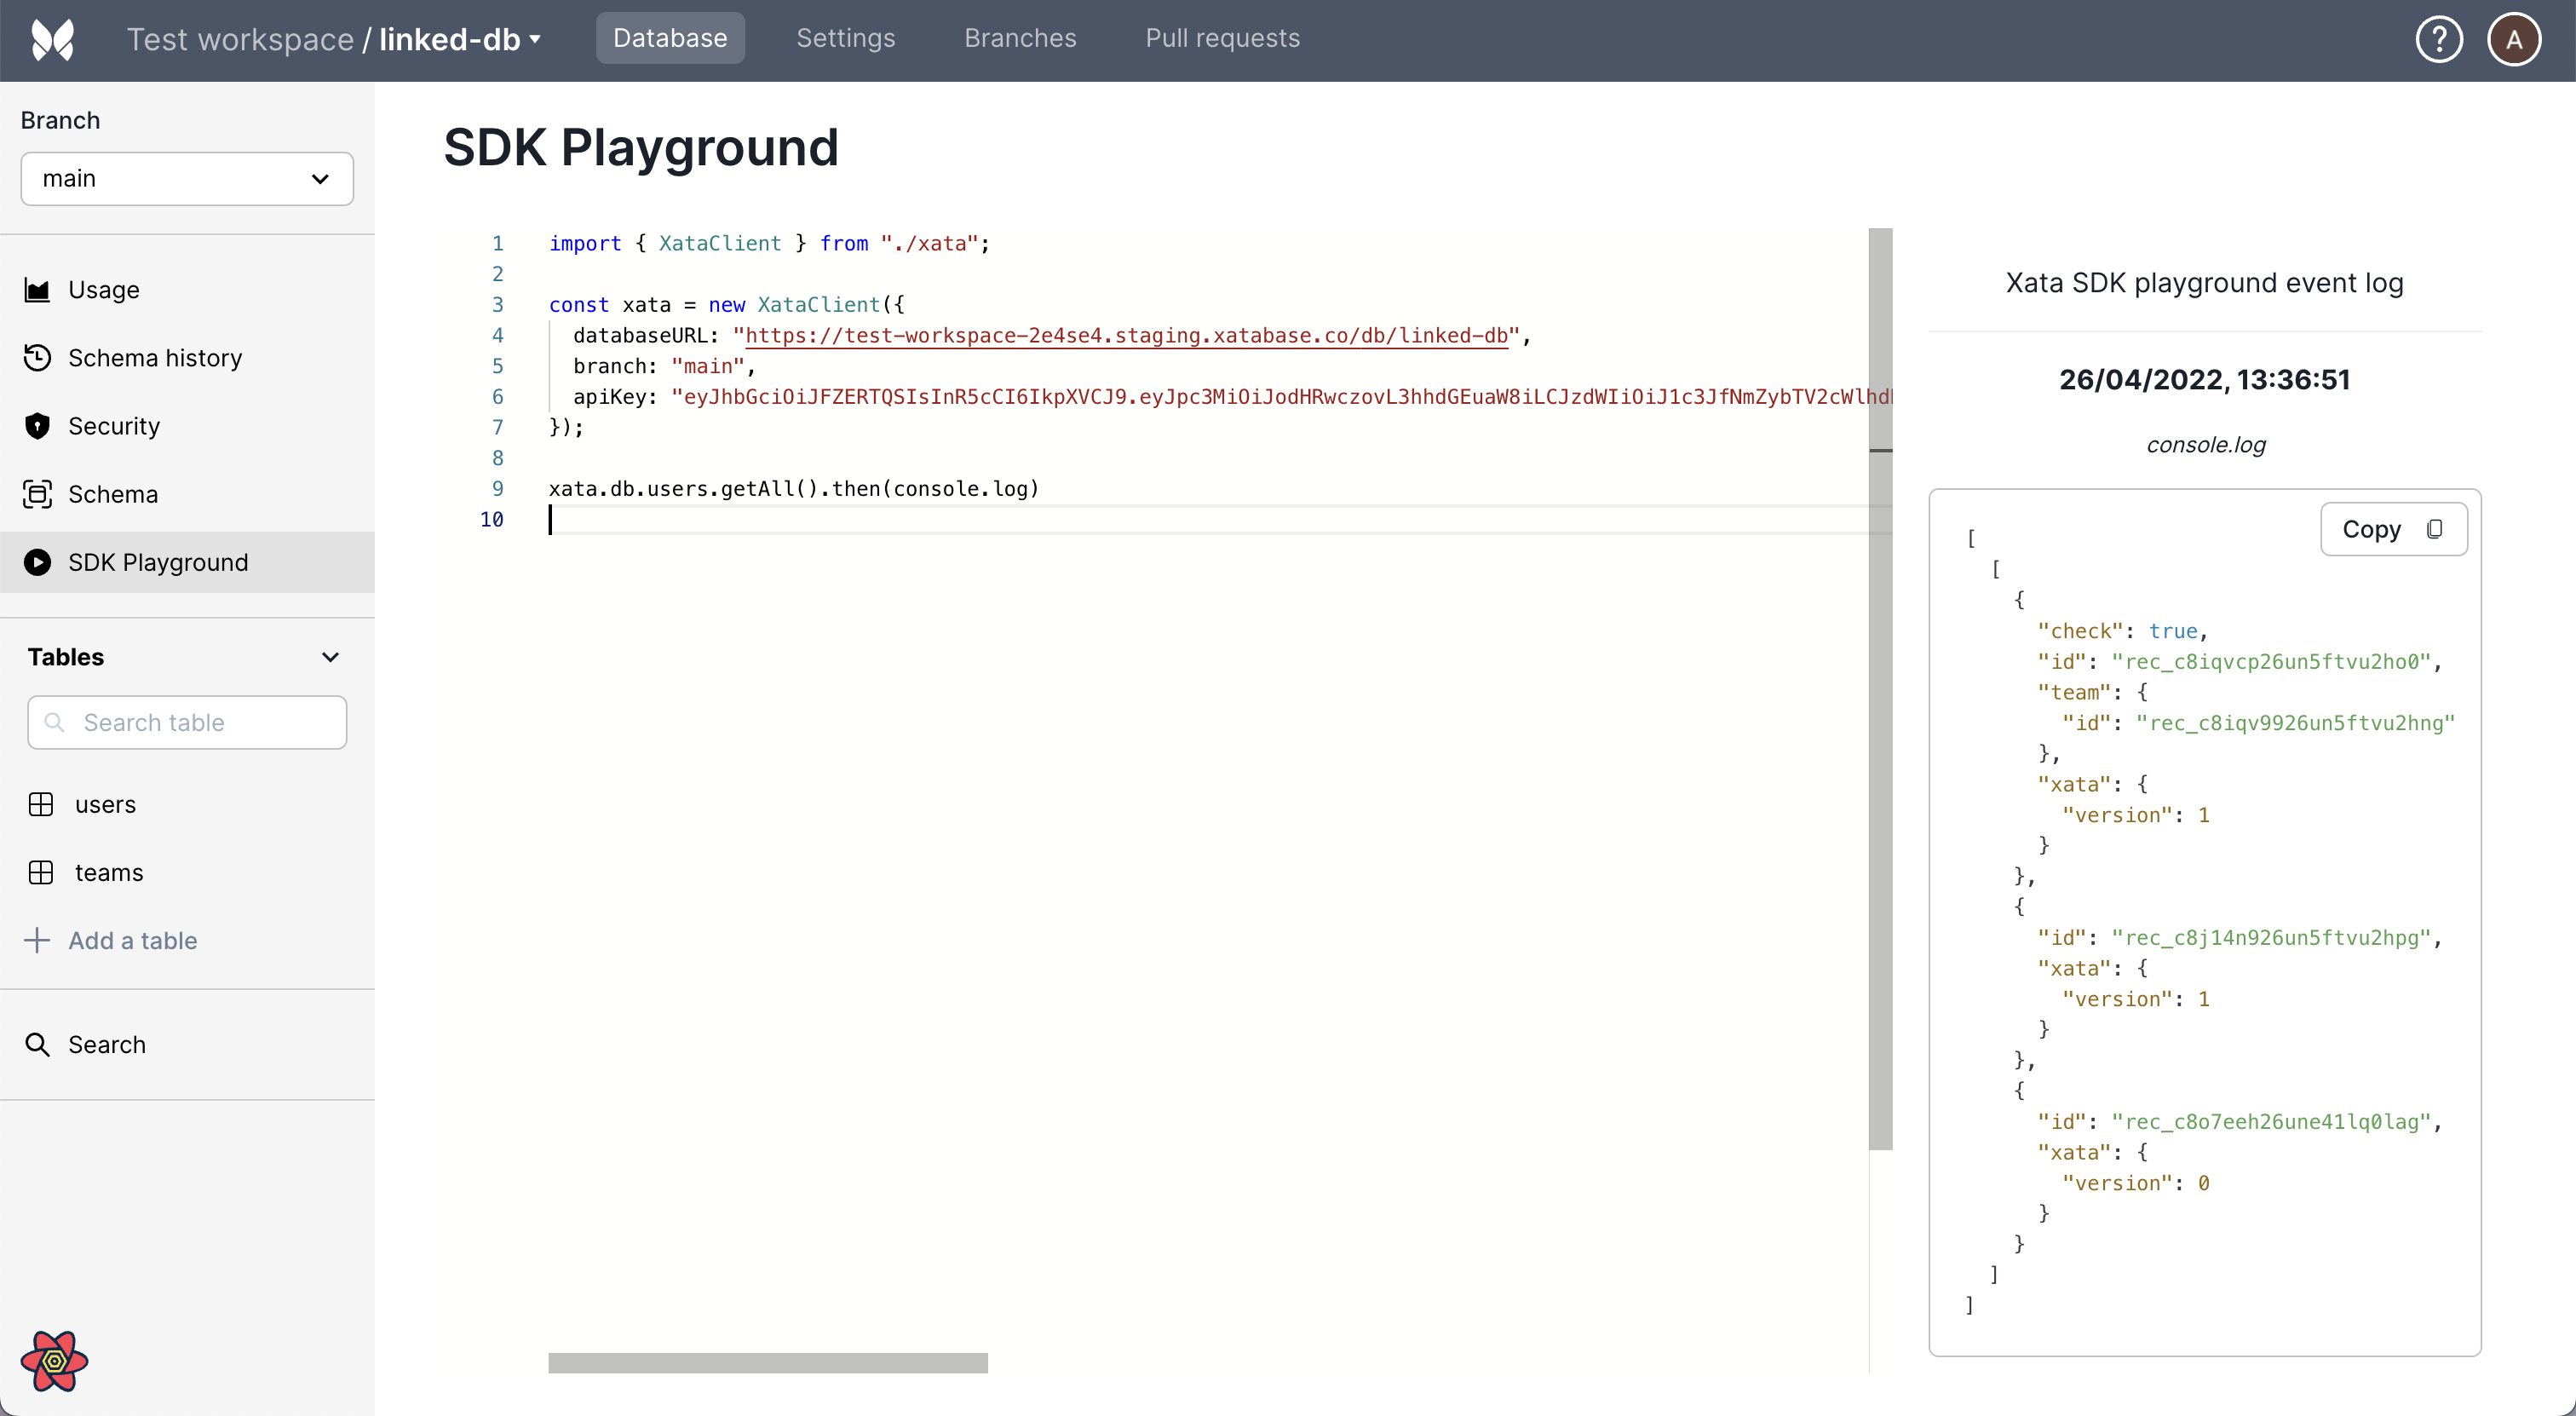 Test workspace / linked-db
Database
Settings
Branches
Pull requests
?
A
Branch
main
Usage
Schema history
Security
Schema
SDK Playground
Tables
Search table
users
teams
Add a table
Search
SDK Playground
1 import { XataClient } from "./xata";
2
3 const xata = new XataClient({
4 databaseURL: "https://test-workspace-2e4se4.staging.xatabase.co/db/linked-db",
5 branch: "main",
6 apiKey: "eyJhbGciOiJFZERTQSIsInR5cCI6IkpXVCJ9.eyJpc3MiOiJodHRwczovL3hhdGEuaW8iLCJzdWIiOiJ1c3JfNmZybTV2cWlhd
7 });
8
9 xata.db.users.getAll().then(console.log)
10
Xata SDK playground event log
26/04/2022, 13:36:51
console.log
Copy
[
[
{
"check": true,
"id": "rec_c8iqvcp26un5ftvu2ho0",
"team": {
"id": "rec_c8iqv9926un5ftvu2hng"
},
"xata": {
"version": 1
}
},
{
"id": "rec_c8j14n926un5ftvu2hpg",
"xata": {
"version": 1
}
},
{
"id": "rec_c8o7eeh26une41lq0lag",
"xata": {
"version": 0
}
}
]
]